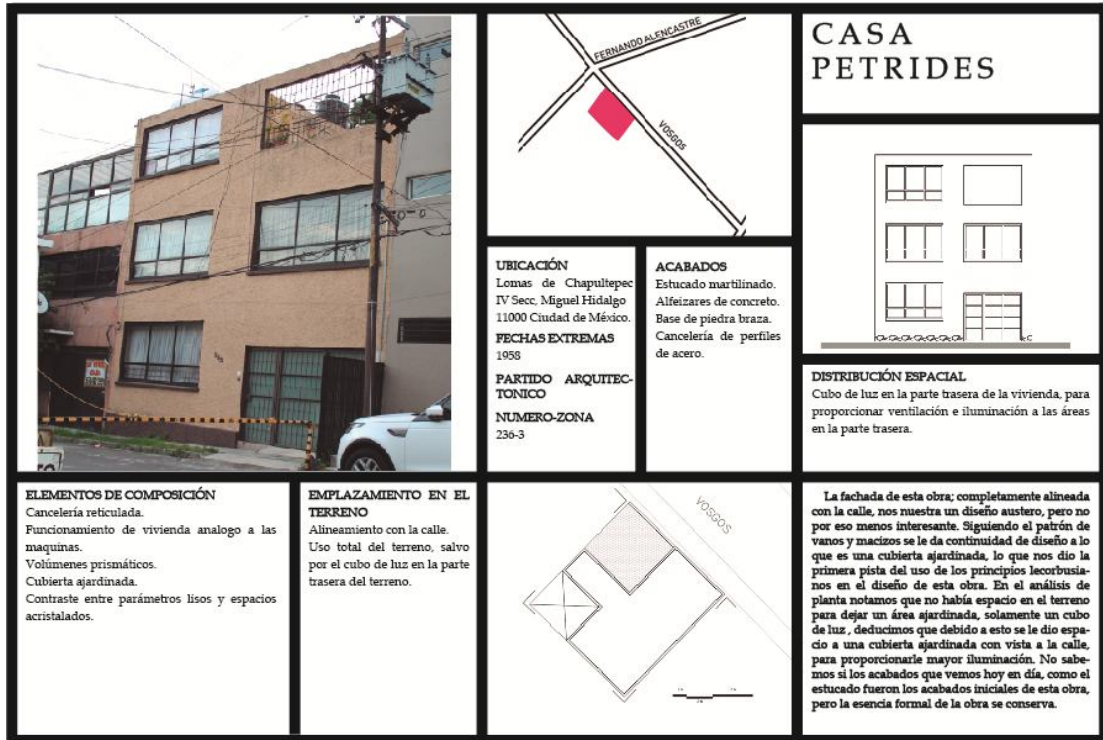 CASA
PETRIDES
FERNANDO ALENCASTRE
VOSGOS
UBICACIÓN
Lomas de Chapultepec
IV Secc, Miguel Hidalgo
11000 Ciudad de México.
FECHAS EXTREMAS
1958
PARTIDO ARQUITEC-
TONICO
NUMERO-ZONA
236-3
ACABADOS
Estucado martilinado.
Alfeizares de concreto.
Base de piedra braza.
Cancelería de perfiles
de acero.
DISTRIBUCIÓN ESPACIAL
Cubo de luz en la parte trasera de la vivienda, para
proporcionar ventilación e iluminación a las áreas
en la parte trasera.
ELEMENTOS DE COMPOSICIÓN
Cancelería reticulada.
Funcionamiento de vivienda analogo a las
maquinas.
Volúmenes prismáticos.
Cubierta ajardinada.
Contraste entre parámetros lisos y espacios
acristalados.
EMPLAZAMIENTO EN EL
TERRENO
Alineamiento con la calle.
Uso total del terreno, salvo
por el cubo de luz en la parte
trasera del terreno.
VOSGOS
La fachada de esta obra; completamente alineada
con la calle, nos nuestra un diseño austero, pero no
por eso menos interesante. Siguiendo el patrón de
vanos y macizos se le da continuidad de diseño a lo
que es una cubierta ajardinada, lo que nos dio la
primera pista del uso de los principios lecorbusia-
nos en el diseño de esta obra. En el análisis de
planta notamos que no había espacio en el terreno
para dejar un área ajardinada, solamente un cubo
de luz , deducimos que debido a esto se le dio espa-
cio a una cubierta ajardinada con vista a la calle,
para proporcionarle mayor iluminación. No sabe-
mos si los acabados que vemos hoy en día, como el
estucado fueron los acabados iniciales de esta obra,
pero la esencia formal de la obra se conserva.